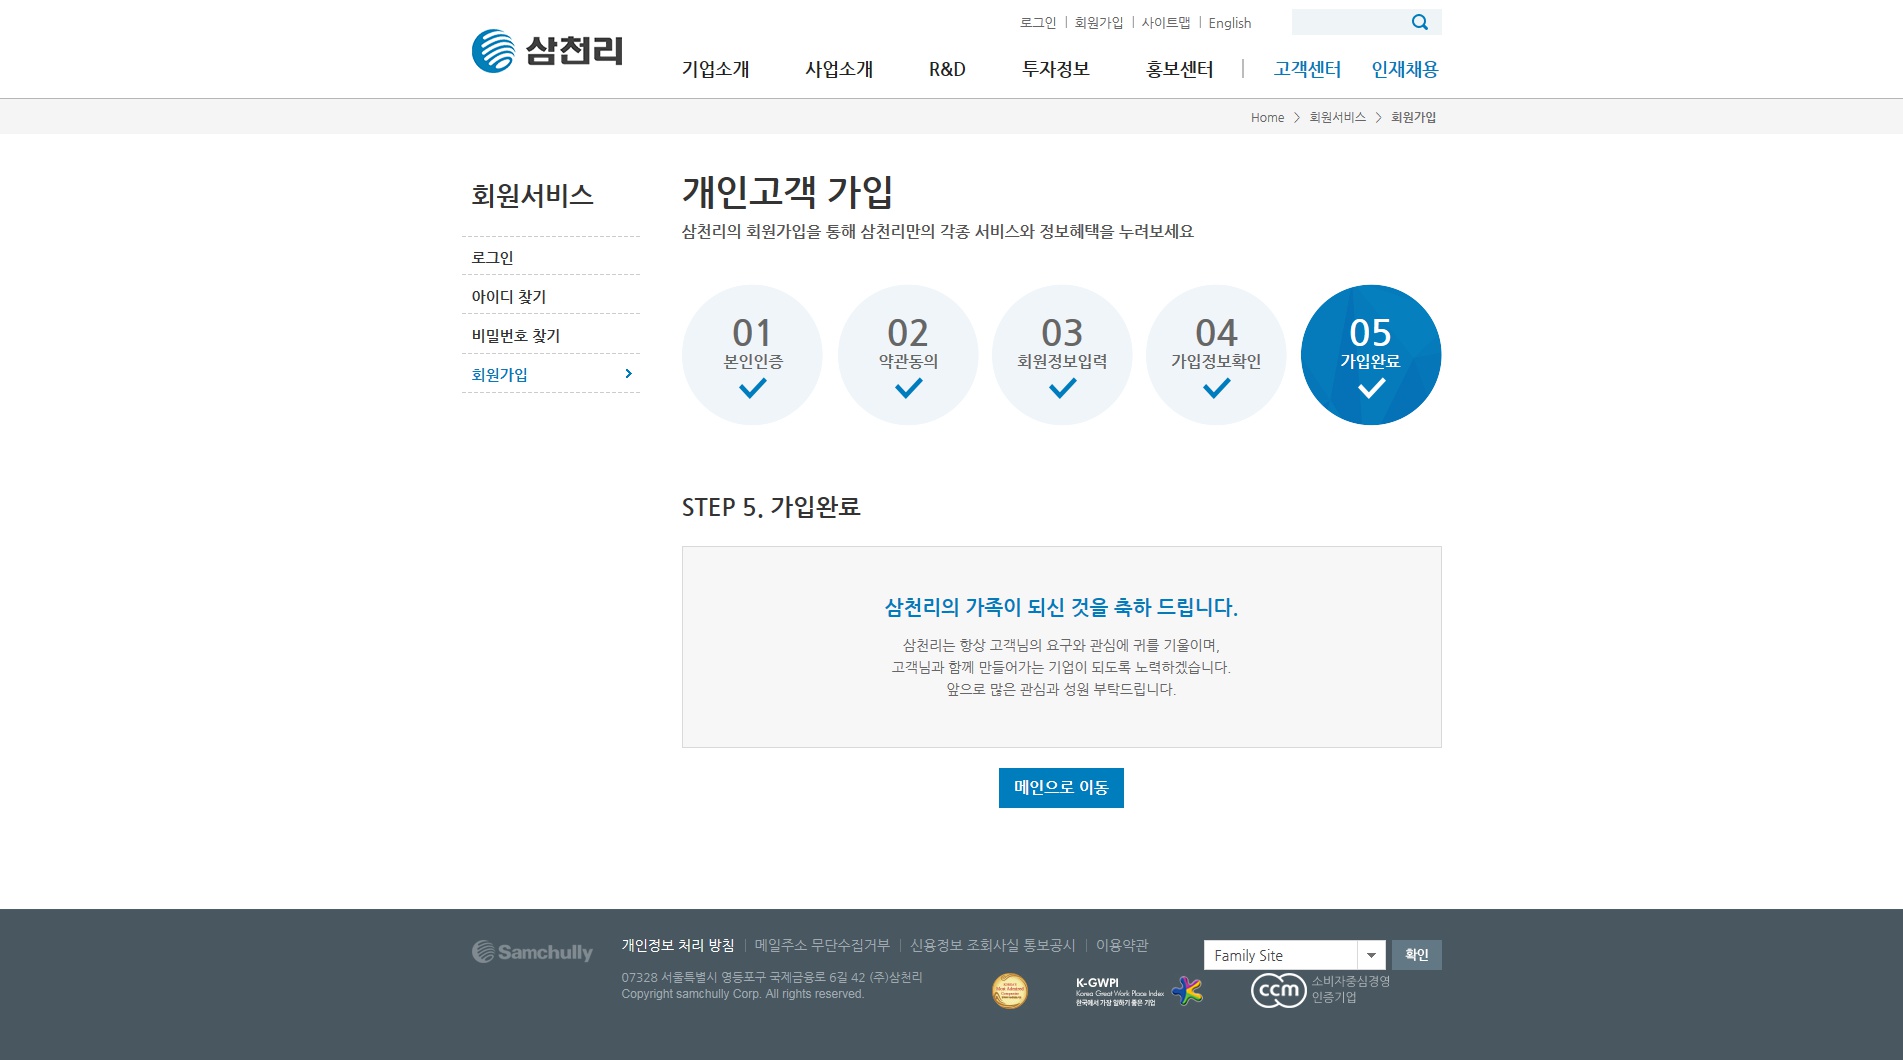 로그인 회원가입 사이트맵 English
삼천리
기업소개 사업소개 R&D 투자정보 홍보센터 고객센터 인재채용
Home > 회원서비스 > 회원가입
회원서비스
로그인
아이디 찾기
비밀번호 찾기
회원가입
개인고객 가입
삼천리의 회원가입을 통해 삼천리만의 각종 서비스와 정보혜택을 누려보세요
01
본인인증
02
약관동의
03
회원정보입력
04
가입정보확인
05
가입완료
STEP 5. 가입완료
삼천리의 가족이 되신 것을 축하 드립니다.
삼천리는 항상 고객님의 요구와 관심에 귀를 기울이며,
고객님과 함께 만들어가는 기업이 되도록 노력하겠습니다.
앞으로 많은 관심과 성원 부탁드립니다.
메인으로 이동
Samchully
개인정보 처리 방침 메일주소 무단수집거부 신용정보 조회사실 통보공시 이용약관
07328 서울특별시 영등포구 국제금융로 6길 42 (주)삼천리
Copyright samchully Corp. All rights reserved.
K-GWPI
Korea Great Work Place Index
한국에서 가장 일하기 좋은 기업
Family Site
확인
ccm
소비자중심경영
인증기업